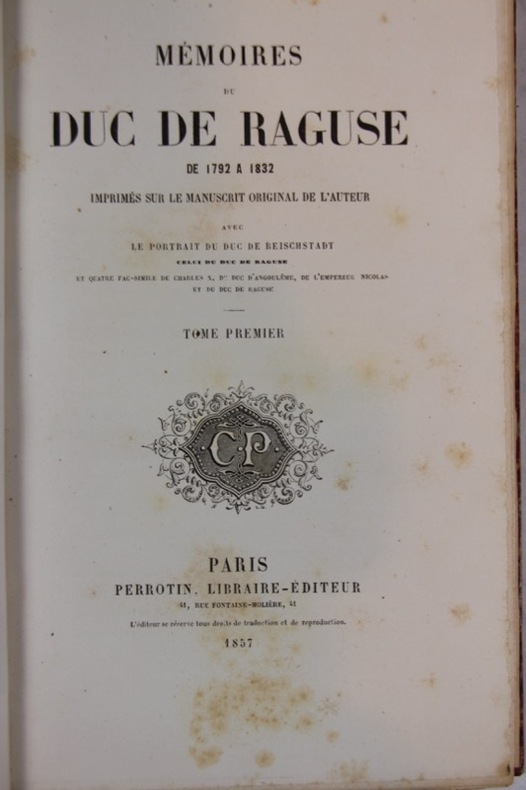 MÉMOIRES
DU
DUC DE RAGUSE
DE 1792 A 1832
IMPRIMÉS SUR LE MANUSCRIT ORIGINAL DE L'AUTEUR
AVEC
LE PORTRAIT DU DUC DE REISCHSTADT
CELUI DU DUC DE RAGUSE
ET QUATRE FAC-SIMILE DE CHARLES X, DU DUC D'ANGOULÊME, DE L'EMPEREUR NICOLAS
ET DU DUC DE RAGUSE
TOME PREMIER
CP
PARIS
PERROTIN, LIBRAIRE-ÉDITEUR
41, RUE FONTAINE-MOLIÈRE, 41
L'éditeur se réserve tous droits de traduction et de reproduction.
1857